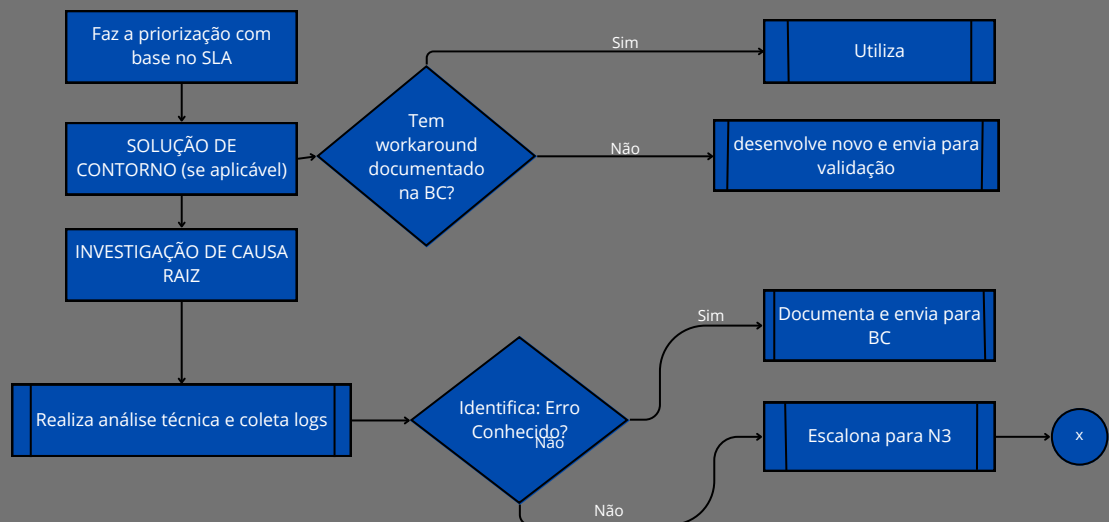 Faz a priorização com
base no SLA
Sim
Utiliza
Tem
workaround
documentado
na BC?
SOLUÇÃO DE
CONTORNO (se aplicável)
Não
desenvolve novo e envia para
validação
INVESTIGAÇÃO DE CAUSA
RAIZ
Sim
Documenta e envia para
BC
Realiza análise técnica e coleta logs
Identifica: Erro
Conhecido?
Não
Escalona para N3
x
Não